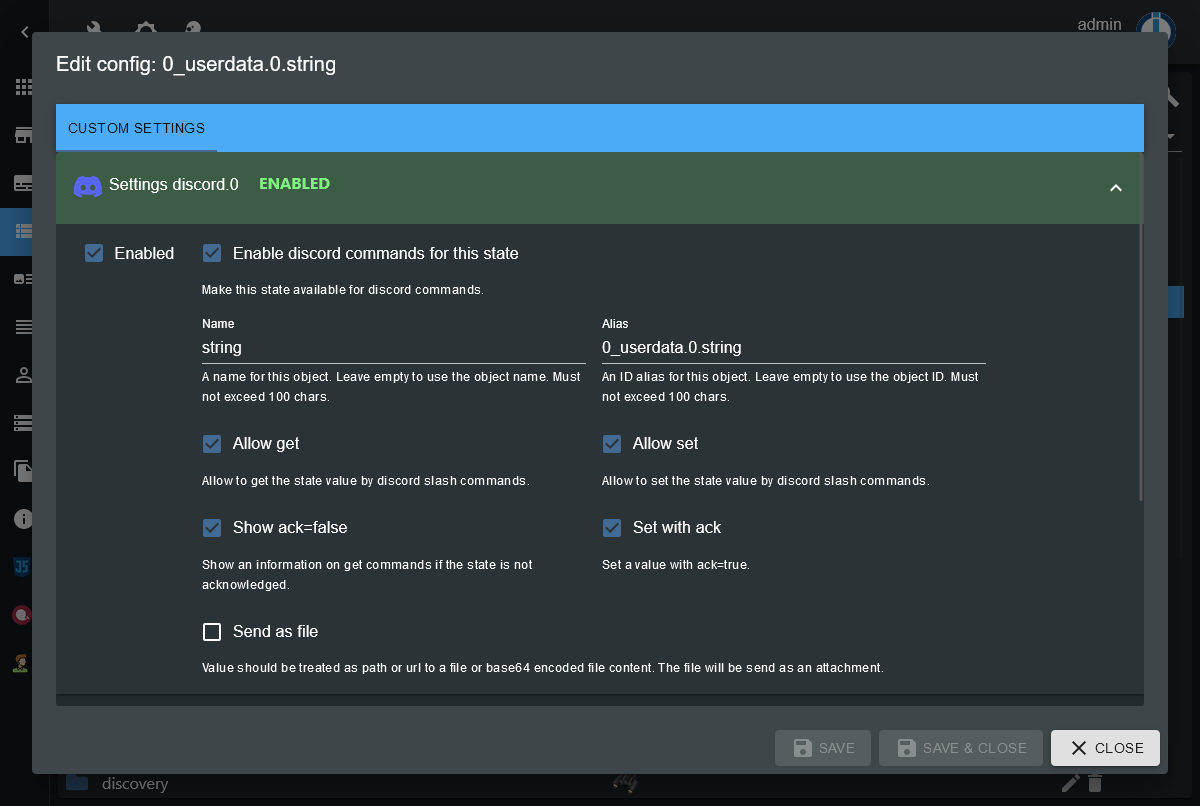 admin
Edit config: 0_userdata.0.string
CUSTOM SETTINGS
Settings discord.0 ENABLED
Enabled
Enable discord commands for this state
Make this state available for discord commands.
Name
string
A name for this object. Leave empty to use the object name. Must
not exceed 100 chars.
Alias
0_userdata.0.string
An ID alias for this object. Leave empty to use the object ID. Must
not exceed 100 chars.
Allow get
Allow to get the state value by discord slash commands.
Allow set
Allow to set the state value by discord slash commands.
Show ack=false
Show an information on get commands if the state is not
acknowledged.
Set with ack
Set a value with ack=true.
Send as file
Value should be treated as path or url to a file or base64 encoded file content. The file will be send as an attachment.
SAVE
SAVE & CLOSE
CLOSE
JS
discovery